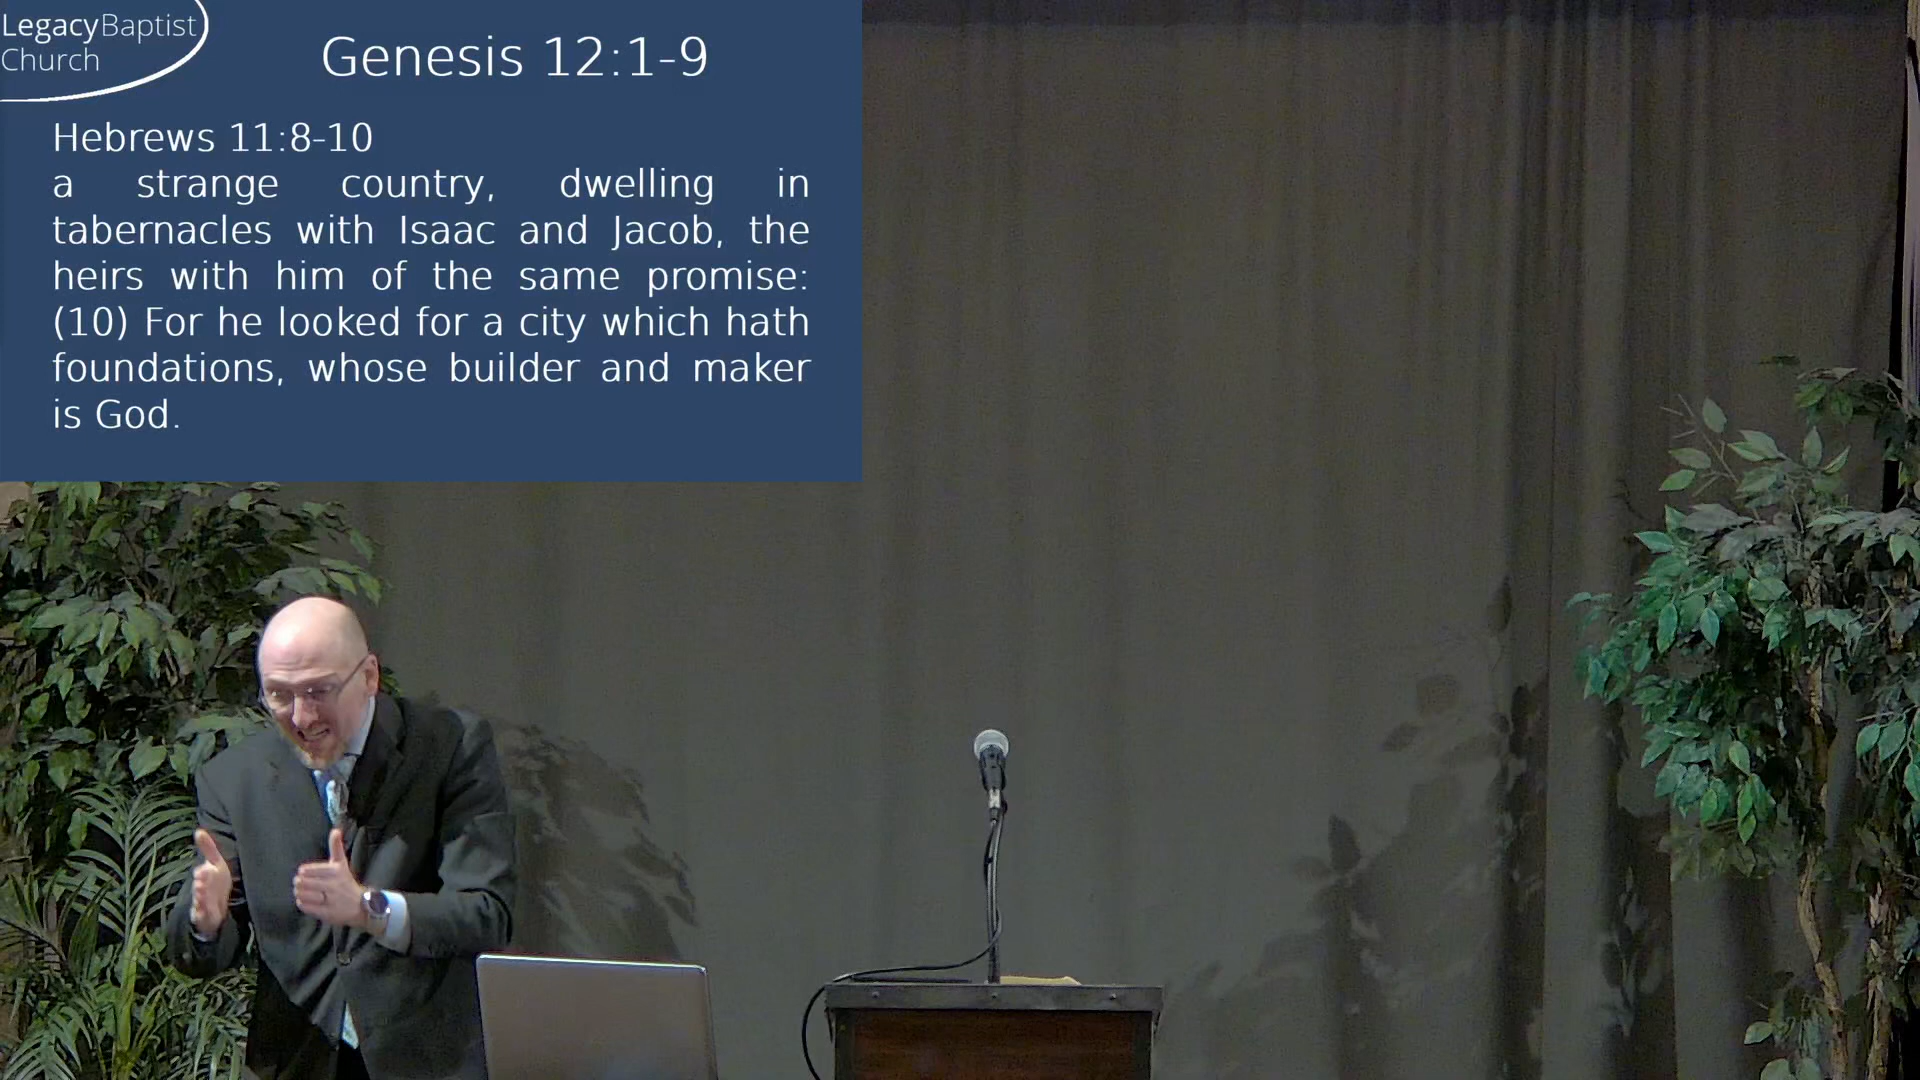 LegacyBaptist
Church
Genesis 12:1-9
Hebrews 11:8-10
a strange country, dwelling in
tabernacles with Isaac and Jacob, the
heirs with him of the same promise:
(10) For he looked for a city which hath
foundations, whose builder and maker
is God.